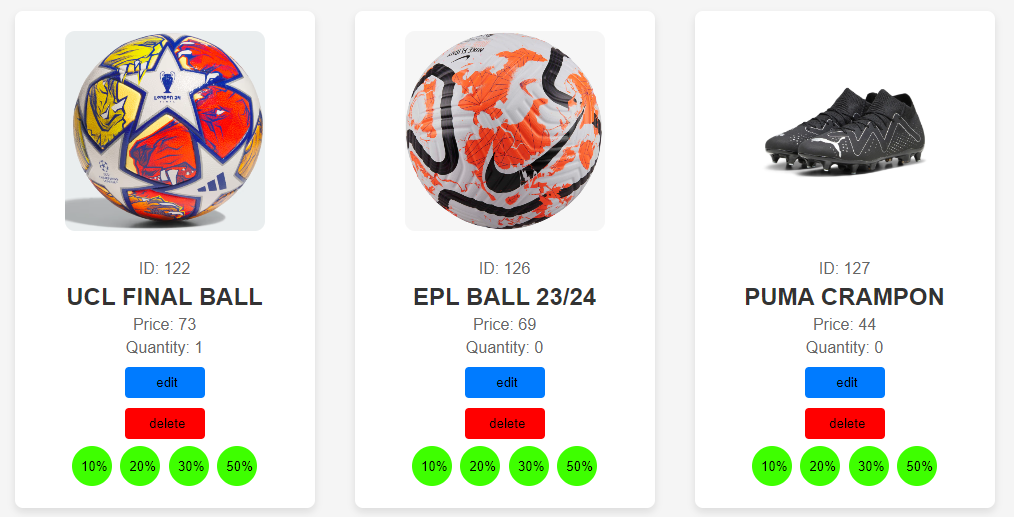 ID: 122
UCL FINAL BALL
Price: 73
Quantity: 1
edit
delete
10% 20% 30% 50%
ID: 126
EPL BALL 23/24
Price: 69
Quantity: 0
edit
delete
10% 20% 30% 50%
ID: 127
PUMA CRAMPON
Price: 44
Quantity: 0
edit
delete
10% 20% 30% 50%